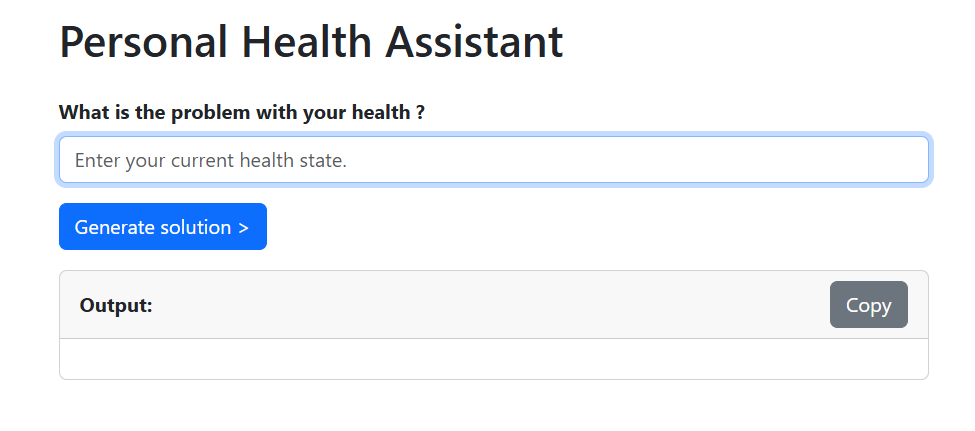 Personal Health Assistant
What is the problem with your health ?
Enter your current health state.
Generate solution >
Output:
Copy